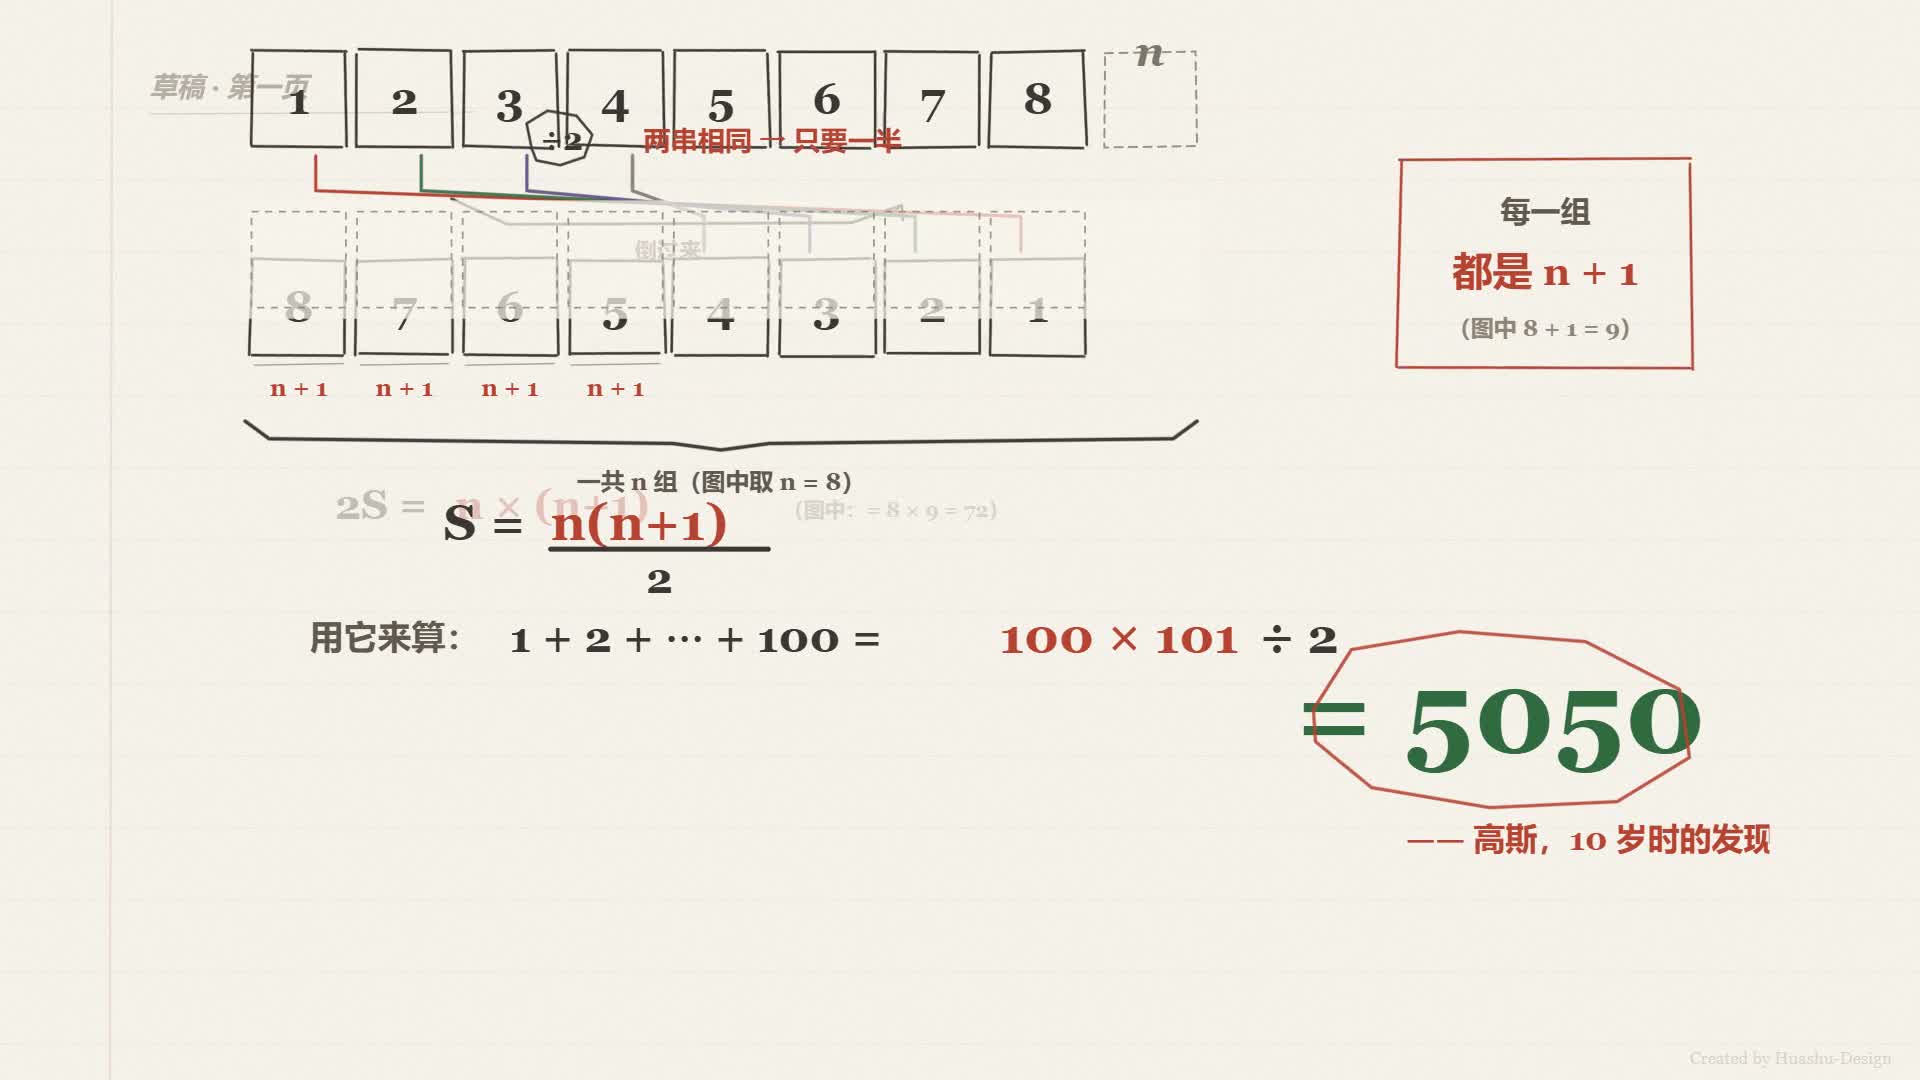 草稿 · 第一页
1 2 3 4 5 6 7 8 n
÷2 两串相同 → 只要一半
倒过来
8 7 6 5 4 3 2 1
n + 1 n + 1 n + 1 n + 1
每一组
都是 n + 1
（图中 8 + 1 = 9）
一共 n 组（图中取 n = 8）
2S = n × (n+1) （图中：= 8 × 9 = 72）
S = n(n+1)
2
用它来算： 1 + 2 + ··· + 100 = 100 × 101 ÷ 2
= 5050
—— 高斯，10 岁时的发现
Created by Huashu-Design